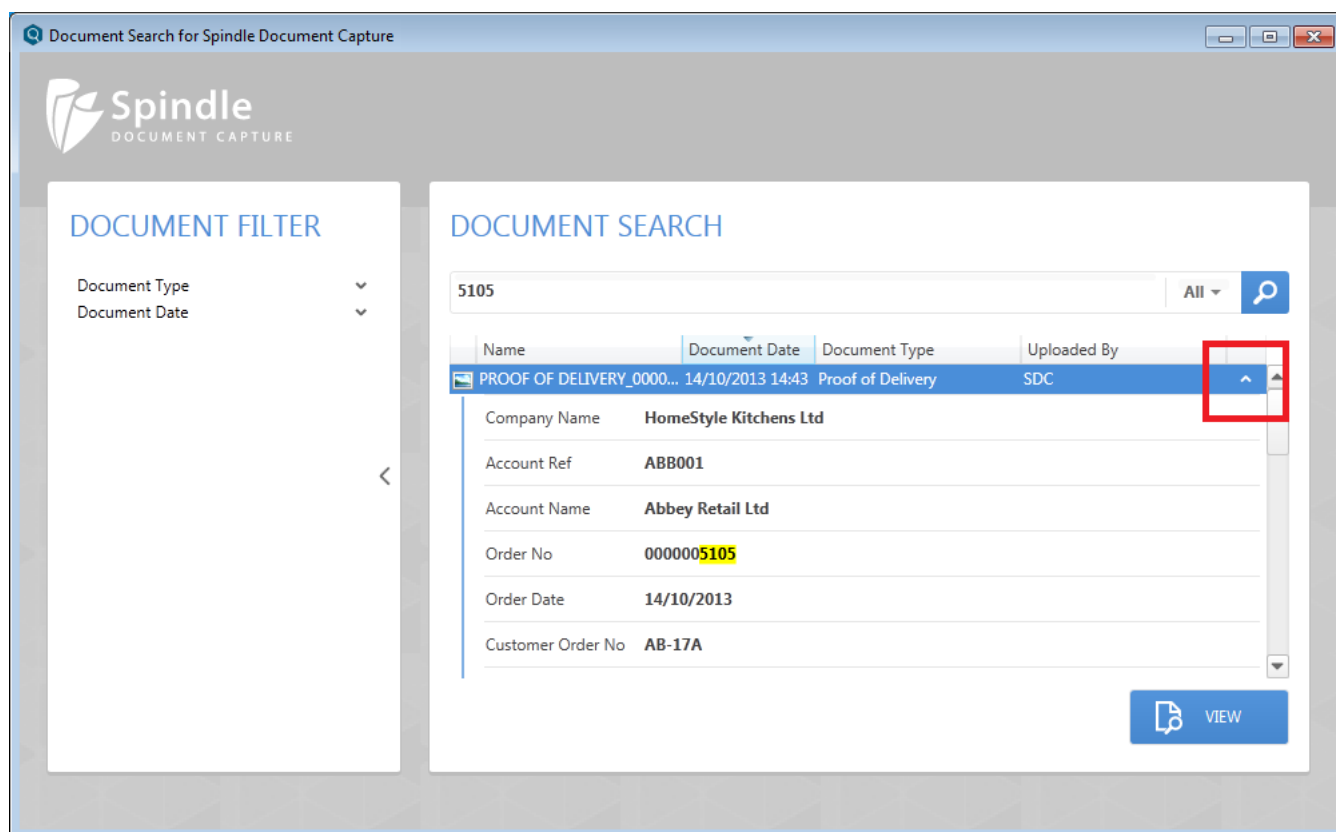 Document Search for Spindle Document Capture
Spindle
DOCUMENT CAPTURE
DOCUMENT FILTER
Document Type
Document Date
DOCUMENT SEARCH
5105 All
Name Document Date Document Type Uploaded By
PROOF OF DELIVERY_0000... 14/10/2013 14:43 Proof of Delivery SDC
Company Name HomeStyle Kitchens Ltd
Account Ref ABB001
Account Name Abbey Retail Ltd
Order No 0000005105
Order Date 14/10/2013
Customer Order No AB-17A
VIEW